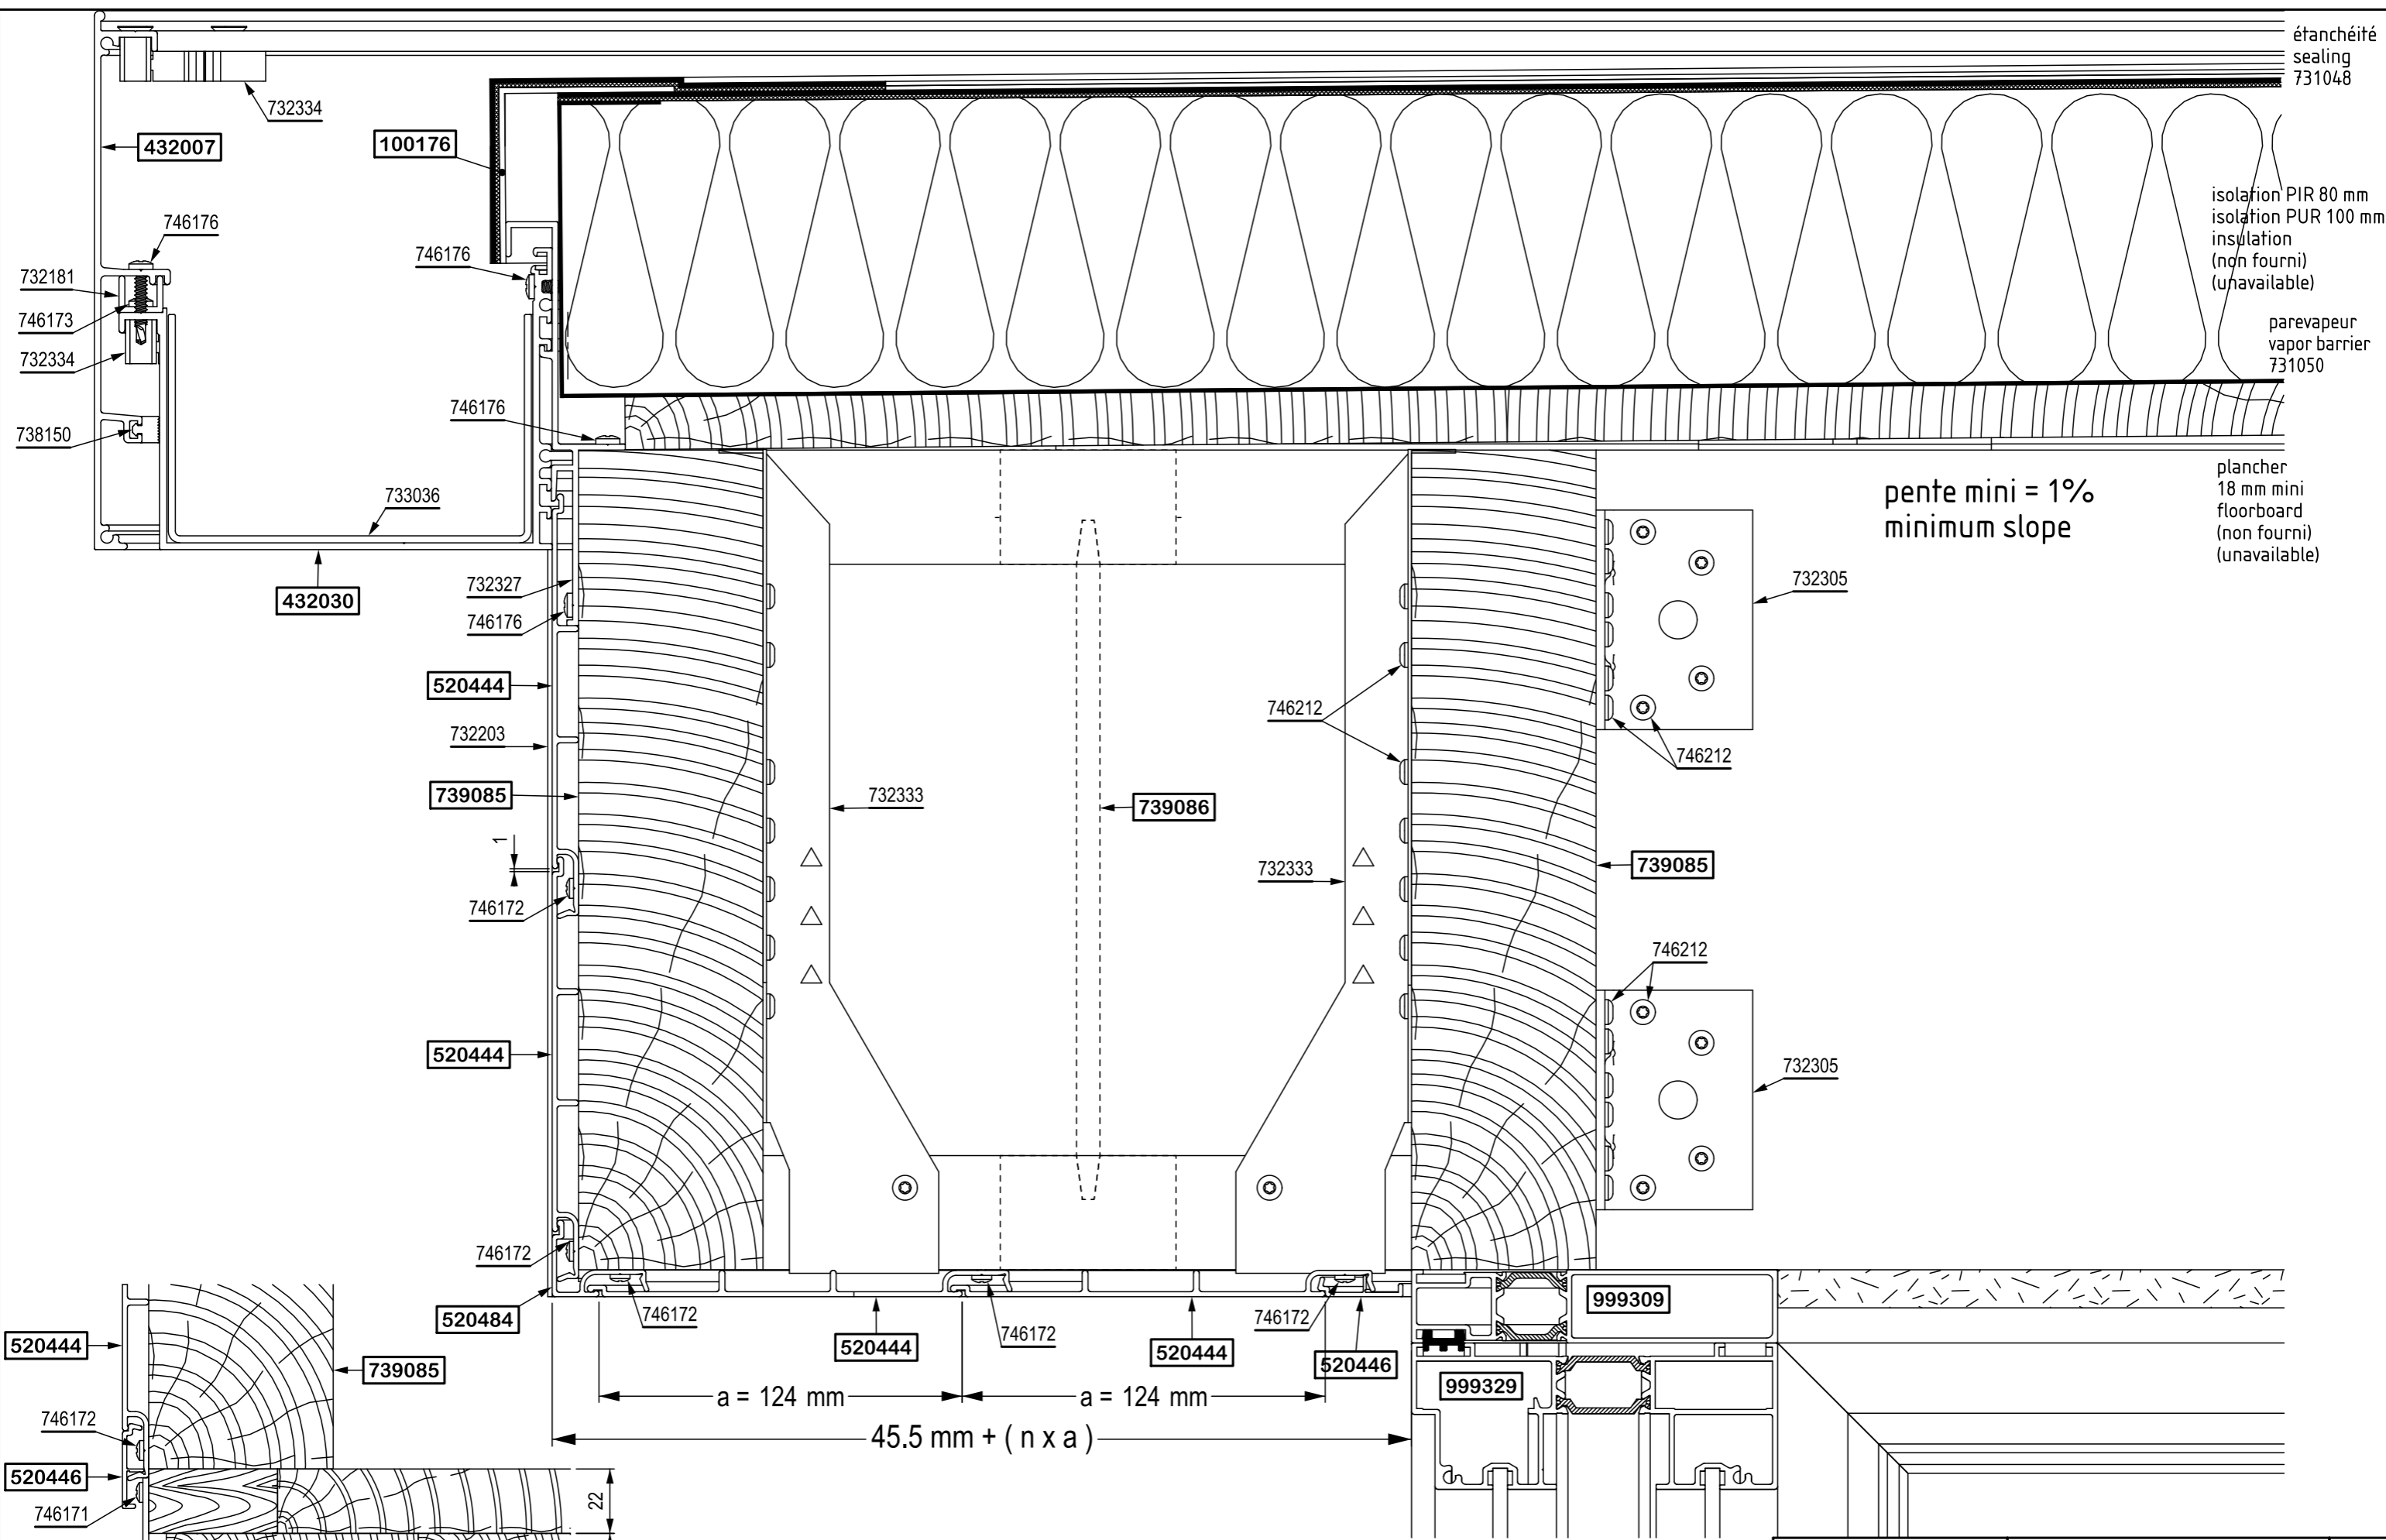 étanchéité
sealing
731048
732334
432007
100176
isolation PIR 80 mm
isolation PUR 100 mm
insulation
(non fourni)
(unavailable)
746176
746176
732181
746173
732334
parevapeur
vapor barrier
731050
746176
738150
733036
pente mini = 1%
minimum slope
plancher
18 mm mini
floorboard
(non fourni)
(unavailable)
432030
732327
746176
732305
520444
732203
746212
746212
739085
732333
739086
1
732333
739085
746172
746212
520444
732305
746172
520484
746172
520444
746172
520444
746172
520446
999309
999329
a = 124 mm
a = 124 mm
45.5 mm + ( n x a )
520444
739085
746172
520446
746171
22